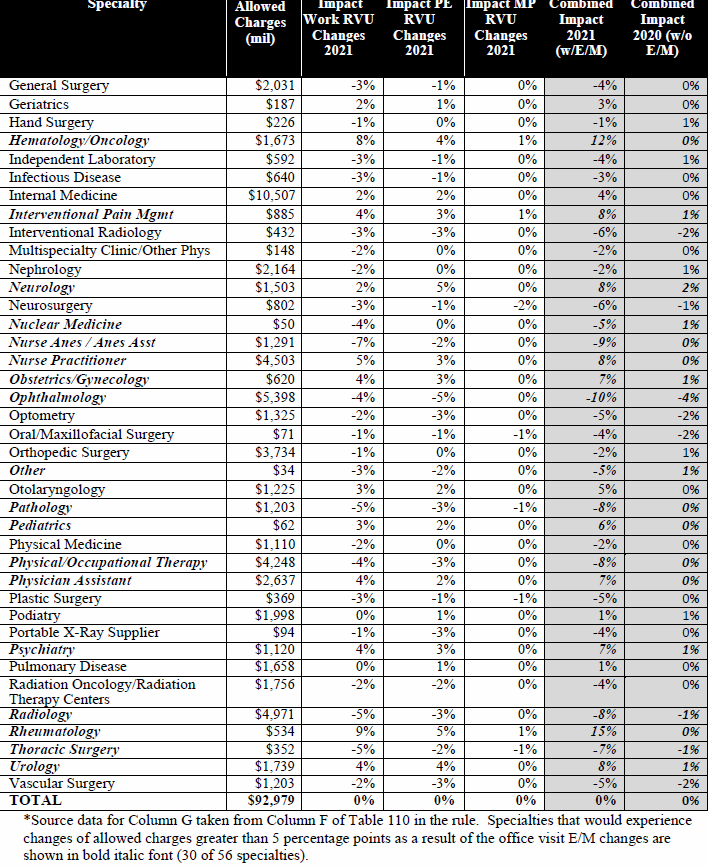 Specialty Allowed Charges (mil) Impact Work RVU Changes 2021 Impact PE RVU Changes 2021 Impact MP RVU Changes 2021 Combined Impact 2021 (w/E/M) Combined Impact 2020 (w/o E/M)
General Surgery $2,031 -3% -1% 0% -4% 0%
Geriatrics $187 2% 1% 0% 3% 0%
Hand Surgery $226 -1% 0% 0% -1% 1%
Hematology/Oncology $1,673 8% 4% 1% 12% 0%
Independent Laboratory $592 -3% -1% 0% -4% 1%
Infectious Disease $640 -3% -1% 0% -3% 0%
Internal Medicine $10,507 2% 2% 0% 4% 0%
Interventional Pain Mgmt $885 4% 3% 1% 8% 1%
Interventional Radiology $432 -3% -3% 0% -6% -2%
Multispecialty Clinic/Other Phys $148 -2% 0% 0% -2% 0%
Nephrology $2,164 -2% 0% 0% -2% 1%
Neurology $1,503 2% 5% 0% 8% 2%
Neurosurgery $802 -3% -1% -2% -6% -1%
Nuclear Medicine $50 -4% 0% 0% -5% 1%
Nurse Anes / Anes Asst $1,291 -7% -2% 0% -9% 0%
Nurse Practitioner $4,503 5% 3% 0% 8% 0%
Obstetrics/Gynecology $620 4% 3% 0% 7% 1%
Ophthalmology $5,398 -4% -5% 0% -10% -4%
Optometry $1,325 -2% -3% 0% -5% -2%
Oral/Maxillofacial Surgery $71 -1% -1% -1% -4% -2%
Orthopedic Surgery $3,734 -1% 0% 0% -2% 1%
Other $34 -3% -2% 0% -5% 1%
Otolaryngology $1,225 3% 2% 0% 5% 0%
Pathology $1,203 -5% -3% -1% -8% 0%
Pediatrics $62 3% 2% 0% 6% 0%
Physical Medicine $1,110 -2% 0% 0% -2% 0%
Physical/Occupational Therapy $4,248 -4% -3% 0% -8% 0%
Physician Assistant $2,637 4% 2% 0% 7% 0%
Plastic Surgery $369 -3% -1% -1% -5% 0%
Podiatry $1,998 0% 1% 0% 1% 1%
Portable X-Ray Supplier $94 -1% -3% 0% -4% 0%
Psychiatry $1,120 4% 3% 0% 7% 1%
Pulmonary Disease $1,658 0% 1% 0% 1% 0%
Radiation Oncology/Radiation Therapy Centers $1,756 -2% -2% 0% -4% 0%
Radiology $4,971 -5% -3% 0% -8% -1%
Rheumatology $534 9% 5% 1% 15% 0%
Thoracic Surgery $352 -5% -2% -1% -7% -1%
Urology $1,739 4% 4% 0% 8% 1%
Vascular Surgery $1,203 -2% -3% 0% -5% -2%
TOTAL $92,979 0% 0% 0% 0% 0%
*Source data for Column G taken from Column F of Table 110 in the rule. Specialties that would experience
changes of allowed charges greater than 5 percentage points as a result of the office visit E/M changes are
shown in bold italic font (30 of 56 specialties).